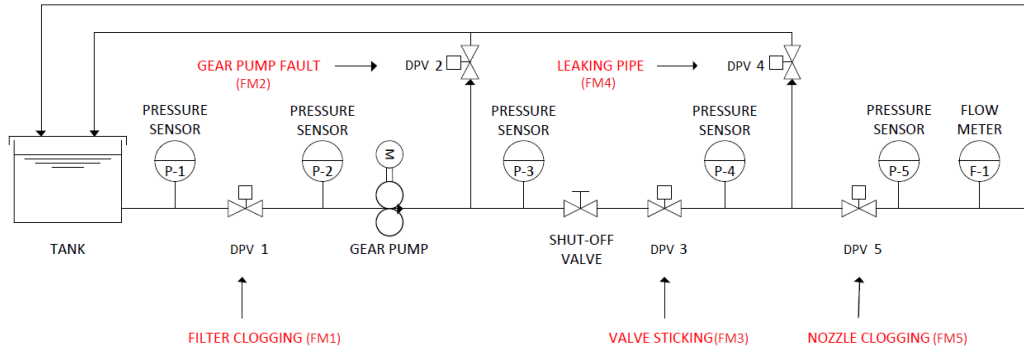 GEAR PUMP FAULT
(FM2)
DPV 2
LEAKING PIPE
(FM4)
DPV 4
PRESSURE
SENSOR
P-1
PRESSURE
SENSOR
P-2
M
PRESSURE
SENSOR
P-3
PRESSURE
SENSOR
P-4
PRESSURE
SENSOR
P-5
FLOW
METER
F-1
TANK
DPV 1
GEAR PUMP
SHUT-OFF
VALVE
DPV 3
DPV 5
FILTER CLOGGING (FM1)
VALVE STICKING(FM3)
NOZZLE CLOGGING (FM5)